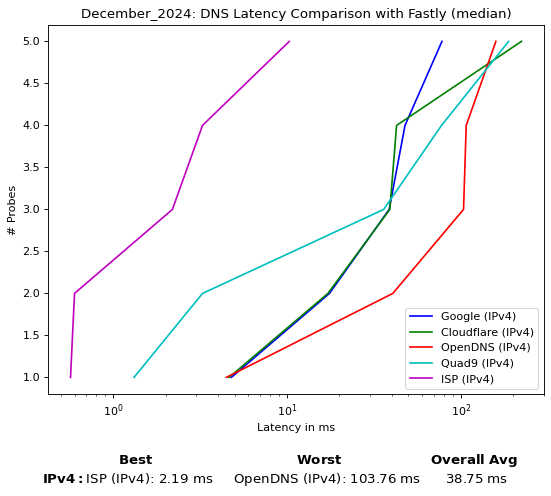 December_2024: DNS Latency Comparison with Fastly (median)
5.0
4.5
4.0
3.5
3.0
2.5
2.0
1.5
1.0
# Probes
Google (IPv4)
Cloudflare (IPv4)
OpenDNS (IPv4)
Quad9 (IPv4)
ISP (IPv4)
10⁰ 10¹ 10²
Latency in ms
Best Worst Overall Avg
IPv4: ISP (IPv4): 2.19 ms OpenDNS (IPv4): 103.76 ms 38.75 ms